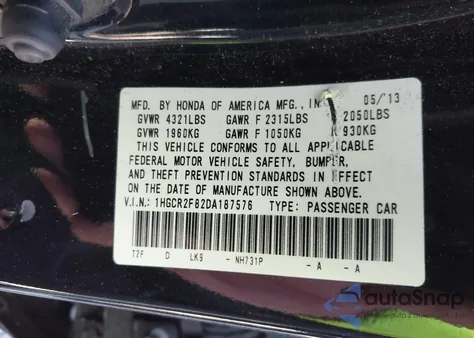 MFD. BY HONDA OF AMERICA MFG., IN 05/13
GVWR 4321LBS GAWR F 2315LBS 2050LBS
GVWR 1960KG GAWR F 1050KG R 930KG
THIS VEHICLE CONFORMS TO ALL APPLICABLE
FEDERAL MOTOR VEHICLE SAFETY, BUMPER,
AND THEFT PREVENTION STANDARDS IN EFFECT
ON THE DATE OF MANUFACTURE SHOWN ABOVE.
V.I.N.: 1HGCR2F82DA187576 TYPE: PASSENGER CAR
T2F D LK9 - NH731P - A - A
autoSnap